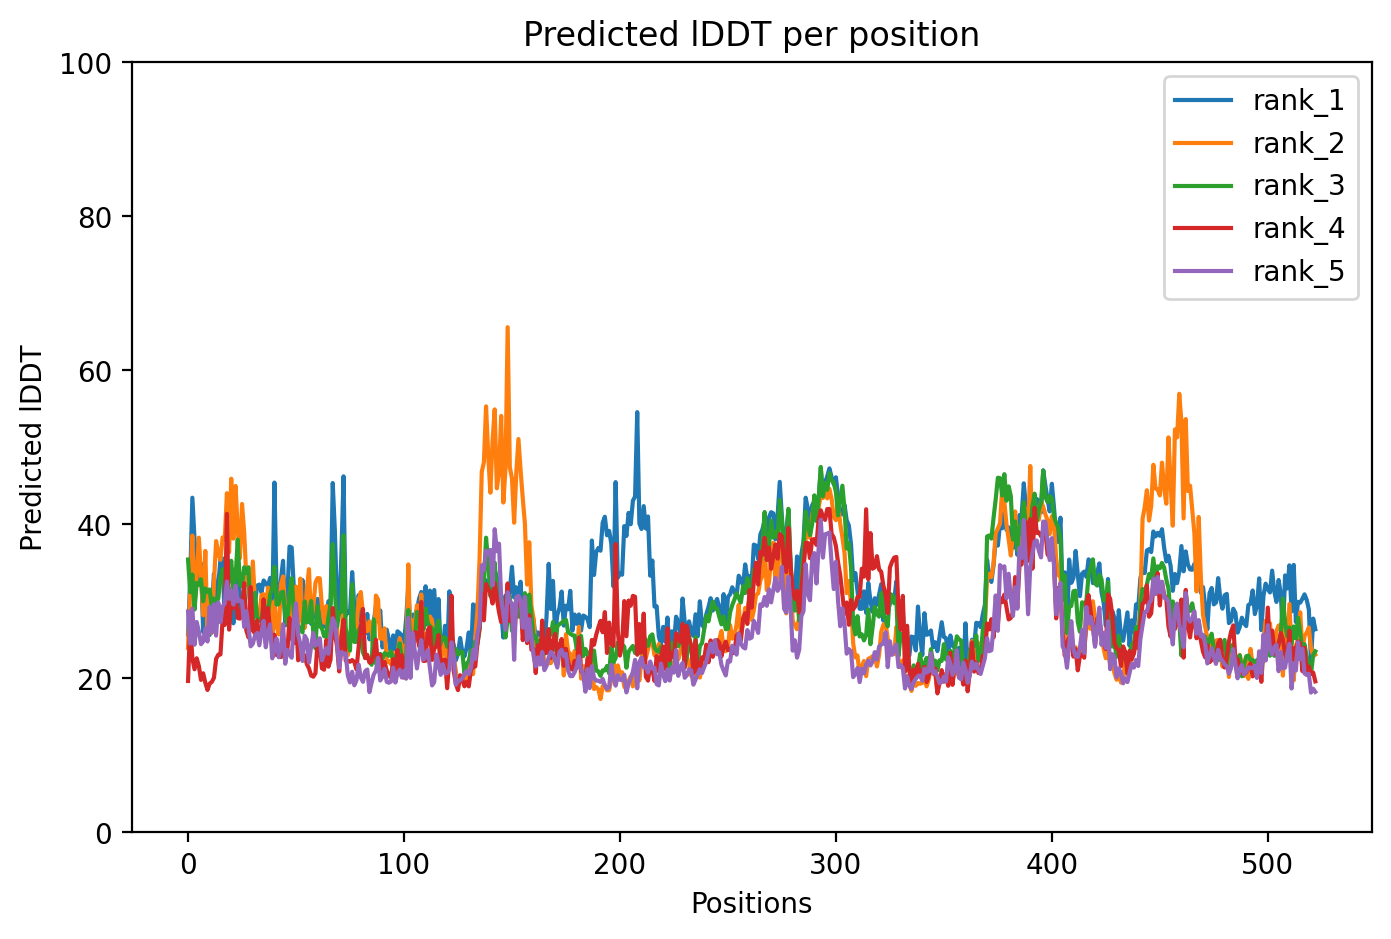 Predicted lDDT per position
100
80
60
40
20
0
Predicted lDDT
rank_1
rank_2
rank_3
rank_4
rank_5
0 100 200 300 400 500
Positions